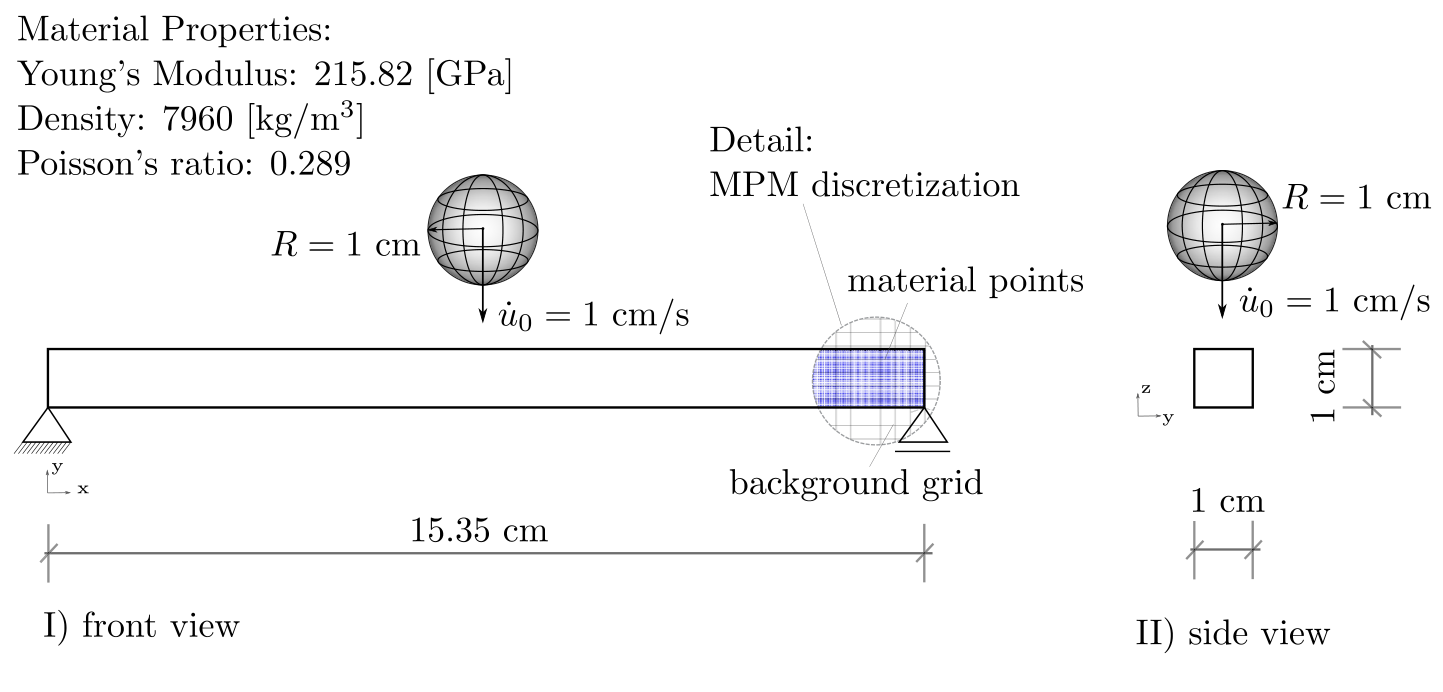 Material Properties:
Young's Modulus: 215.82 [GPa]
Density: 7960 [kg/m³]
Poisson's ratio: 0.289
Detail:
MPM discretization
R = 1 cm
R = 1 cm
material points
u̇₀ = 1 cm/s
u̇₀ = 1 cm/s
1 cm
z
y
y
x
background grid
1 cm
15.35 cm
I) front view
II) side view